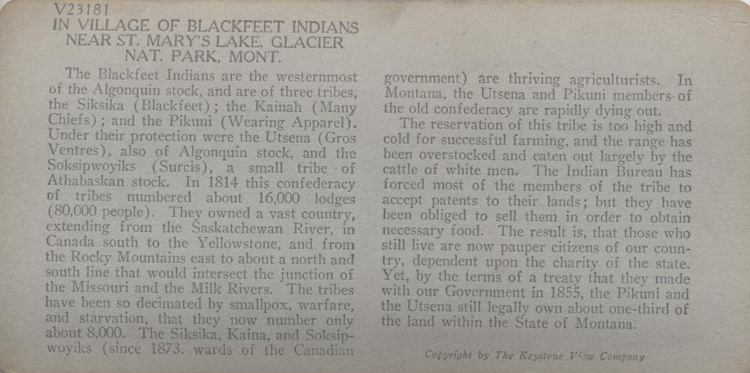 V23181
IN VILLAGE OF BLACKFEET INDIANS
NEAR ST. MARY'S LAKE, GLACIER
NAT. PARK, MONT.
The Blackfeet Indians are the westernmost
of the Algonquin stock, and are of three tribes,
the Siksika (Blackfeet); the Kainah (Many
Chiefs); and the Pikuni (Wearing Apparel).
Under their protection were the Utsena (Gros
Ventres), also of Algonquin stock, and the
Soksipwoyiks (Surcis), a small tribe of
Athabaskan stock. In 1814 this confederacy
of tribes numbered about 16,000 lodges
(80,000 people). They owned a vast country,
extending from the Saskatchewan River, in
Canada south to the Yellowstone, and from
the Rocky Mountains east to about a north and
south line that would intersect the junction of
the Missouri and the Milk Rivers. The tribes
have been so decimated by smallpox, warfare,
and starvation, that they now number only
about 8,000. The Siksika, Kaina, and Soksip-
woyiks (since 1873. wards of the Canadian
government) are thriving agriculturists. In
Montana, the Utsena and Pikuni members of
the old confederacy are rapidly dying out.
The reservation of this tribe is too high and
cold for successful farming, and the range has
been overstocked and eaten out largely by the
cattle of white men. The Indian Bureau has
forced most of the members of the tribe to
accept patents to their lands; but they have
been obliged to sell them in order to obtain
necessary food. The result is, that those who
still live are now pauper citizens of our coun-
try, dependent upon the charity of the state.
Yet, by the terms of a treaty that they made
with our Government in 1855, the Pikuni and
the Utsena still legally own about one-third of
the land within the State of Montana.
Copyright by The Keystone View Company